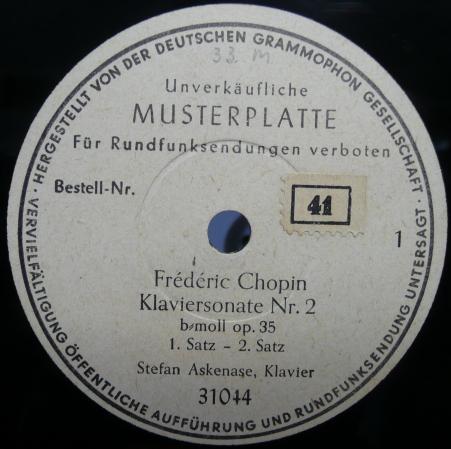 HERGESTELLT VON DER DEUTSCHEN GRAMMOPHON GESELLSCHAFT · VERVIELFÄLTIGUNG ÖFFENTLICHE AUFFÜHRUNG UND RUNDFUNKSENDUNG UNTERSAGT ·
33 M
Unverkäufliche
MUSTERPLATTE
Für Rundfunksendungen verboten
Bestell-Nr.
41
1
Frédéric Chopin
Klaviersonate Nr. 2
b-moll op. 35
1. Satz - 2. Satz
Stefan Askenase, Klavier
31044